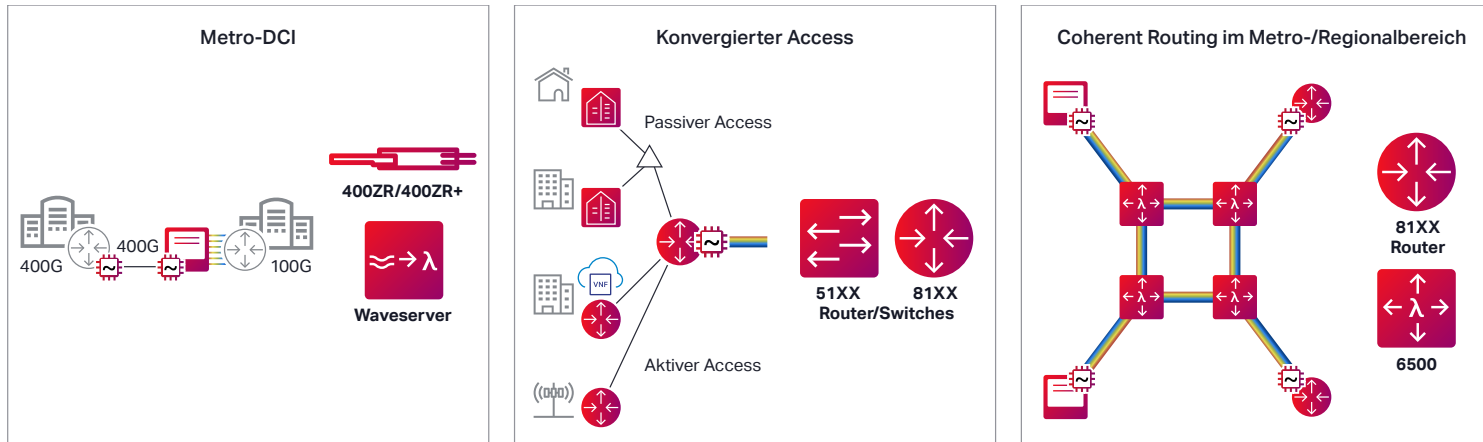 Metro-DCI
400G
400G
100G
400ZR/400ZR+
λ
Waveserver
Konvergierter Access
Passiver Access
VNF
Aktiver Access
51XX
81XX
Router/Switches
Coherent Routing im Metro-/Regionalbereich
λ
λ
λ
λ
81XX
Router
λ
6500